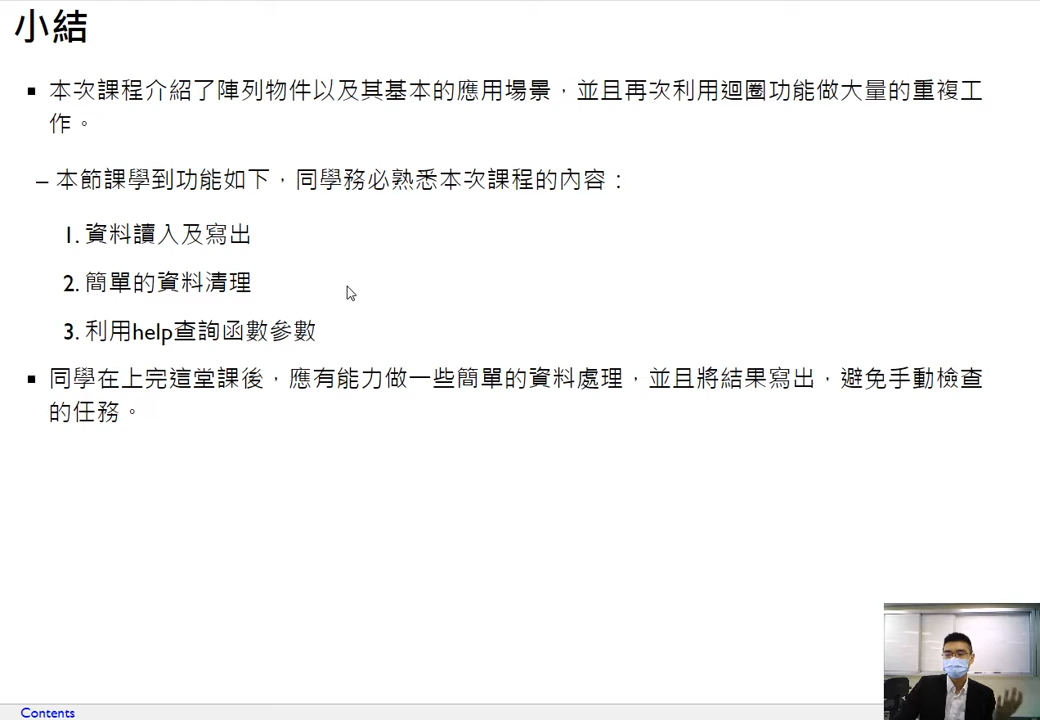 小結
▪ 本次課程介紹了陣列物件以及其基本的應用場景，並且再次利用迴圈功能做大量的重複工
作。
– 本節課學到功能如下，同學務必熟悉本次課程的內容：
1. 資料讀入及寫出
2. 簡單的資料清理
3. 利用help查詢函數參數
▪ 同學在上完這堂課後，應有能力做一些簡單的資料處理，並且將結果寫出，避免手動檢查
的任務。
Contents